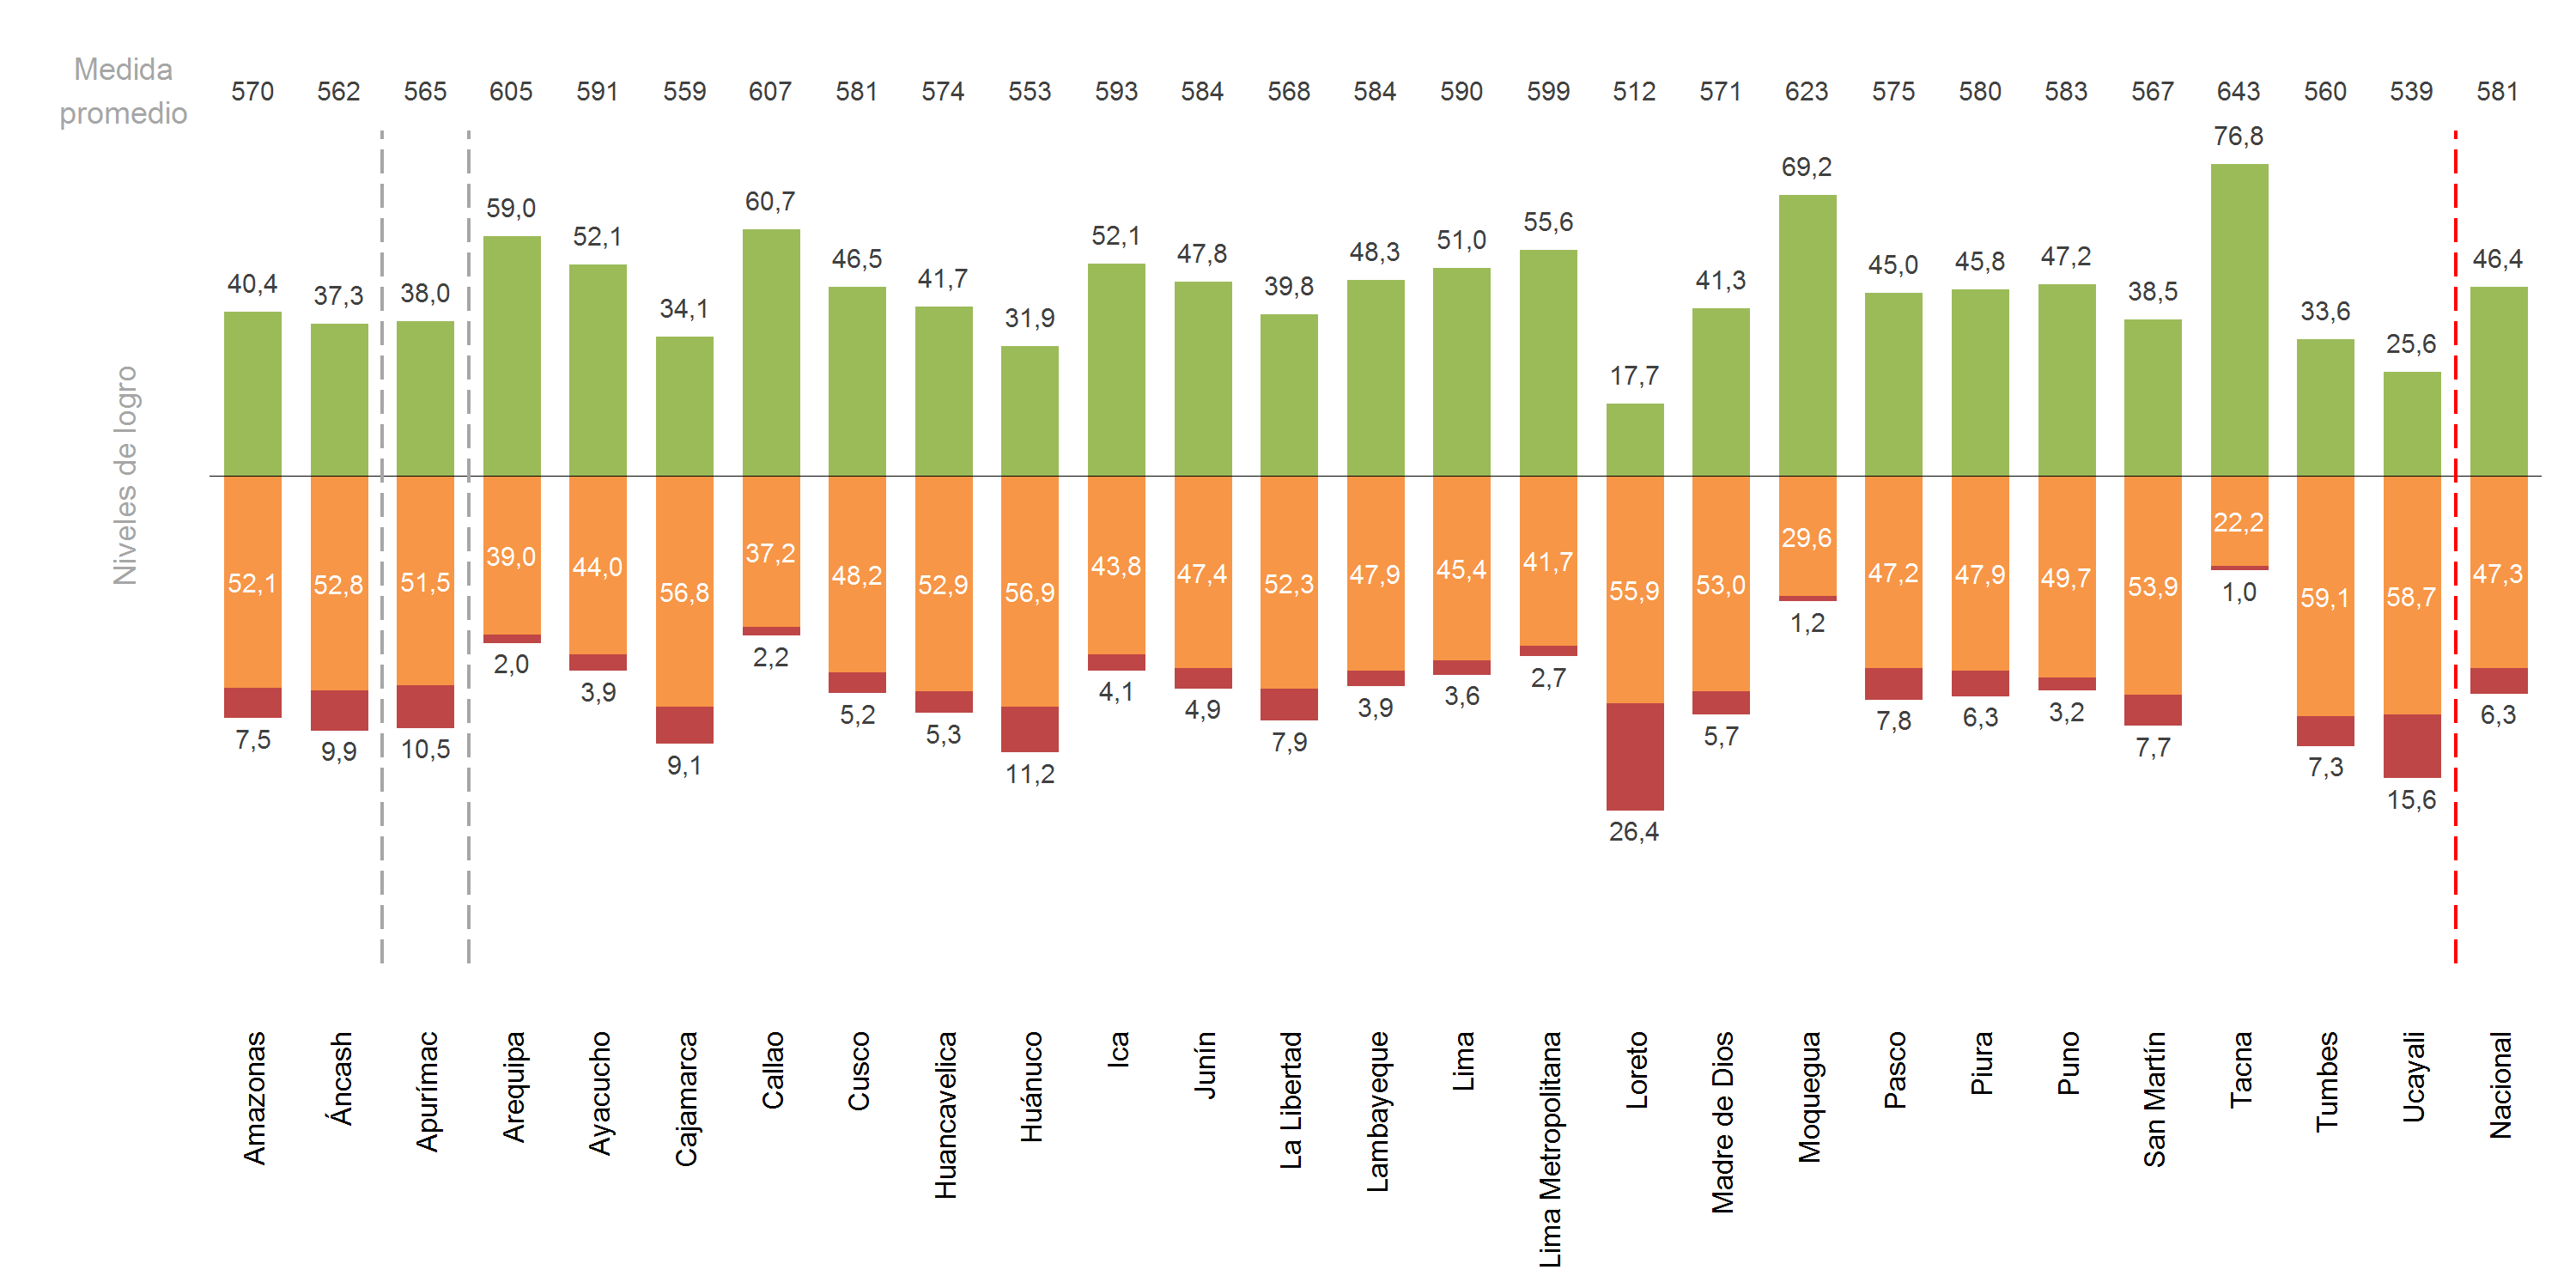 Medida
promedio
570 562 565 605 591 559 607 581 574 553 593 584 568 584 590 599 512 571 623 575 580 583 567 643 560 539 581
Niveles de logro
40,4 37,3 38,0 59,0 52,1 34,1 60,7 46,5 41,7 31,9 52,1 47,8 39,8 48,3 51,0 55,6 17,7 41,3 69,2 45,0 45,8 47,2 38,5 76,8 33,6 25,6 46,4
52,1 52,8 51,5 39,0 44,0 56,8 37,2 48,2 52,9 56,9 43,8 47,4 52,3 47,9 45,4 41,7 55,9 53,0 29,6 47,2 47,9 49,7 53,9 22,2 59,1 58,7 47,3
7,5 9,9 10,5 2,0 3,9 9,1 2,2 5,2 5,3 11,2 4,1 4,9 7,9 3,9 3,6 2,7 26,4 5,7 1,2 7,8 6,3 3,2 7,7 1,0 7,3 15,6 6,3
Amazonas
Áncash
Apurímac
Arequipa
Ayacucho
Cajamarca
Callao
Cusco
Huancavelica
Huánuco
Ica
Junín
La Libertad
Lambayeque
Lima
Lima Metropolitana
Loreto
Madre de Dios
Moquegua
Pasco
Piura
Puno
San Martín
Tacna
Tumbes
Ucayali
Nacional